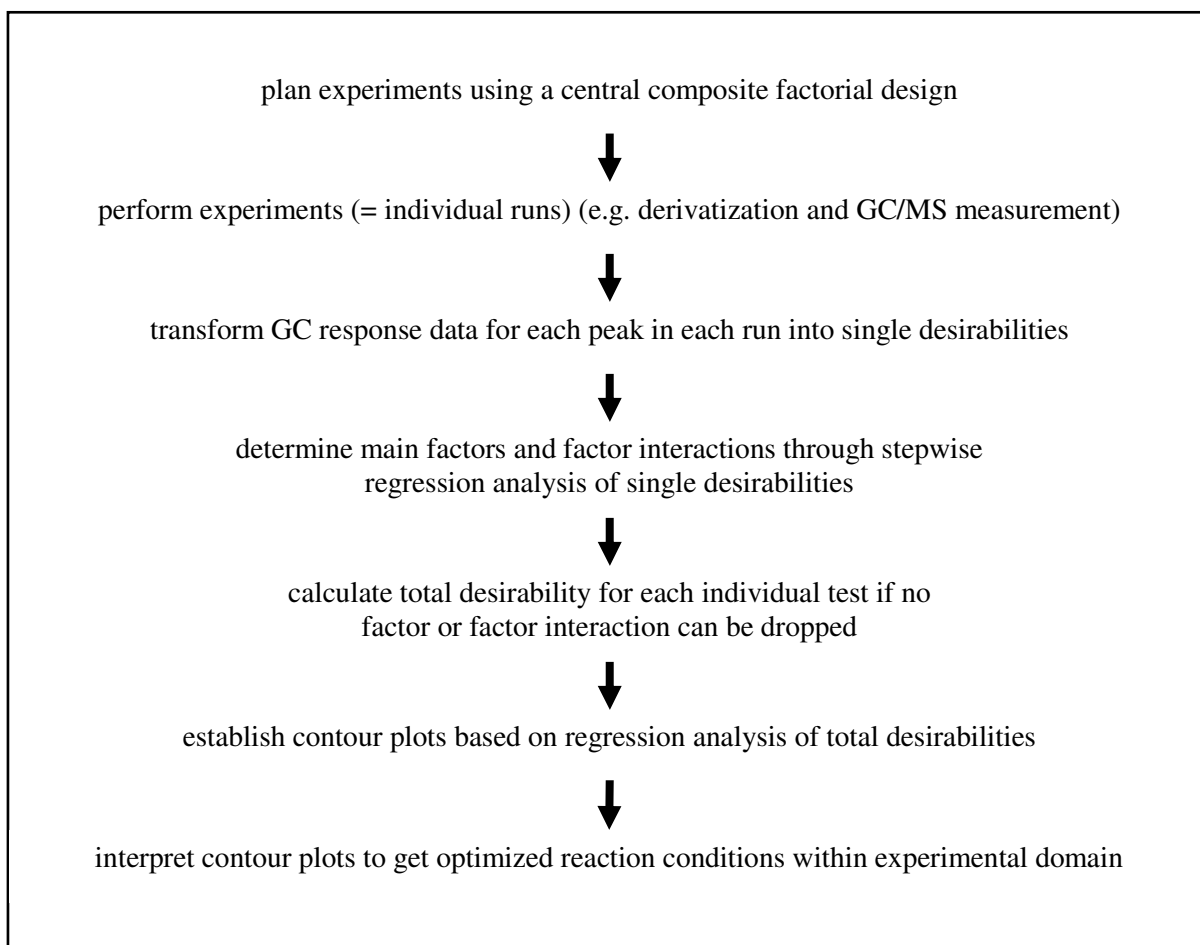 plan experiments using a central composite factorial design
perform experiments (= individual runs) (e.g. derivatization and GC/MS measurement)
transform GC response data for each peak in each run into single desirabilities
determine main factors and factor interactions through stepwise
regression analysis of single desirabilities
calculate total desirability for each individual test if no
factor or factor interaction can be dropped
establish contour plots based on regression analysis of total desirabilities
interpret contour plots to get optimized reaction conditions within experimental domain